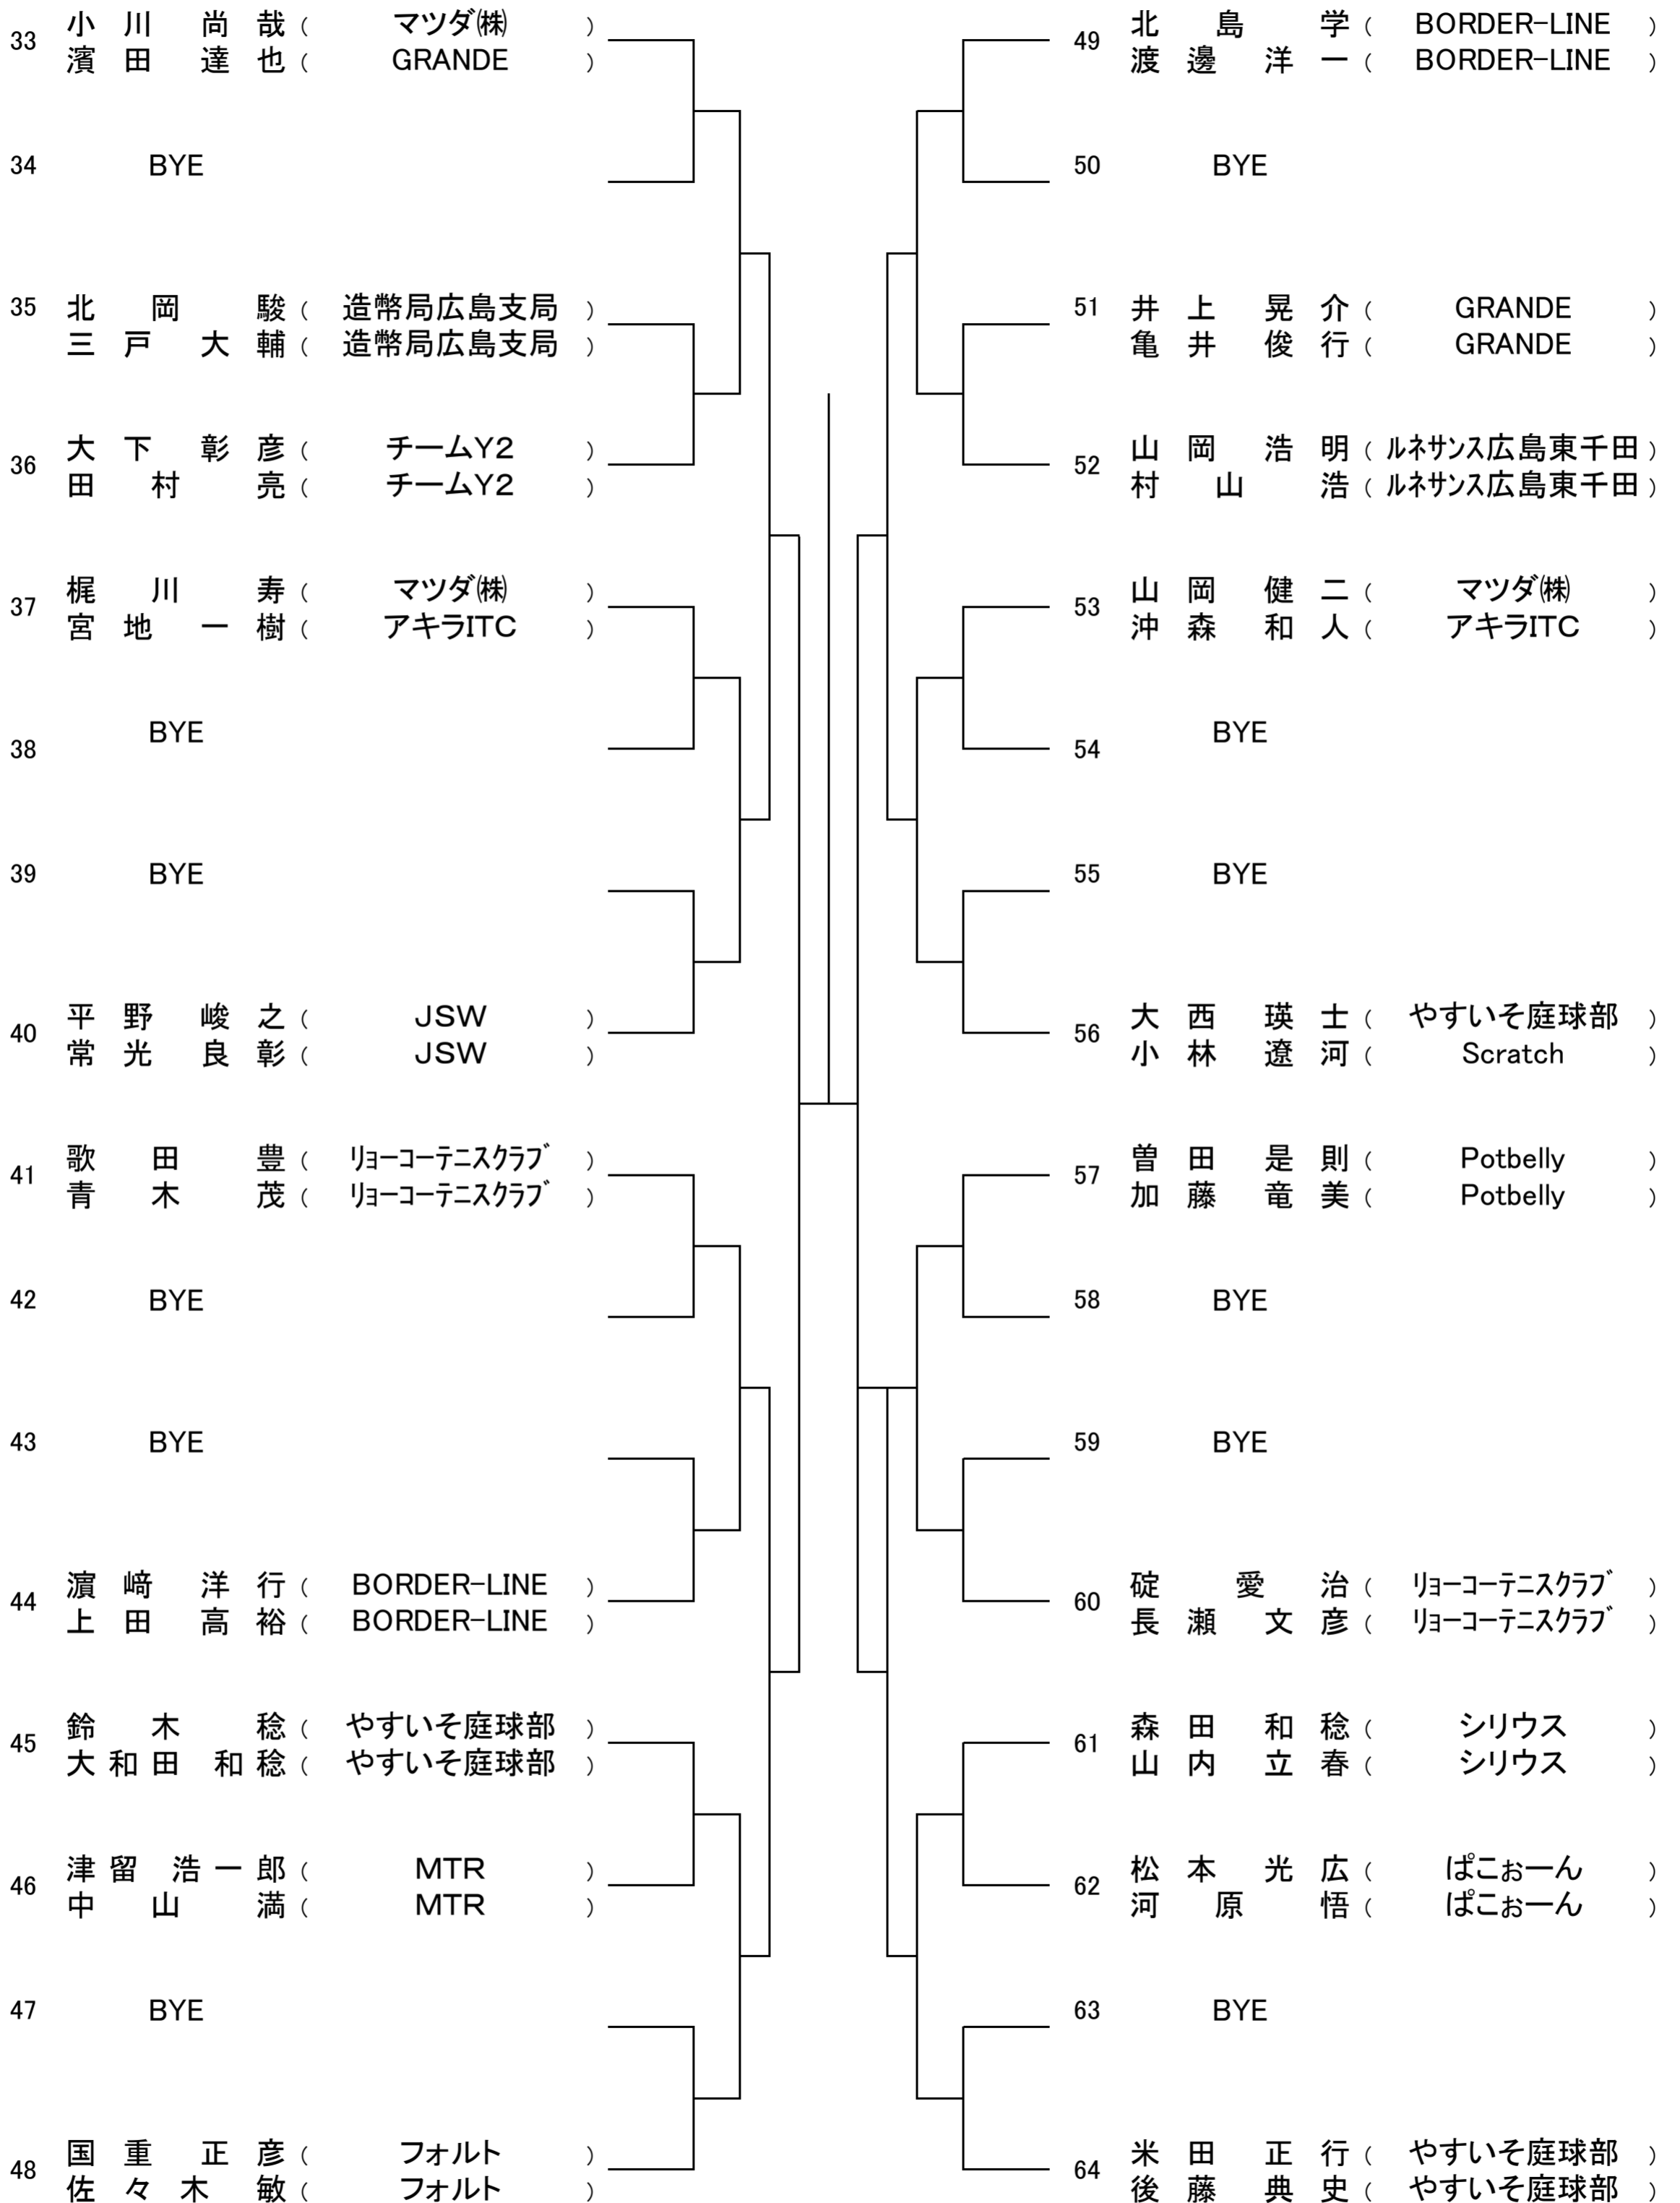 33 小川 尚哉 ( マツダ㈱ )
濱田 達也 ( GRANDE )
34 BYE
35 北岡 駿 ( 造幣局広島支局 )
三戸 大輔 ( 造幣局広島支局 )
36 大下 彰彦 ( チームY2 )
田村 亮 ( チームY2 )
37 梶川 寿 ( マツダ㈱ )
宮地 一樹 ( アキラITC )
38 BYE
39 BYE
40 平野 峻之 ( JSW )
常光 良彰 ( JSW )
41 歌田 豊 ( ﾘｮｰｺｰﾃﾆｽｸﾗﾌﾞ )
青木 茂 ( ﾘｮｰｺｰﾃﾆｽｸﾗﾌﾞ )
42 BYE
43 BYE
44 濵﨑 洋行 ( BORDER-LINE )
上田 高裕 ( BORDER-LINE )
45 鈴木 稔 ( やすいそ庭球部 )
大和田 和稔 ( やすいそ庭球部 )
46 津留 浩一郎 ( MTR )
中山 満 ( MTR )
47 BYE
48 国重 正彦 ( フォルト )
佐々木 敏 ( フォルト )
49 北島 学 ( BORDER-LINE )
渡邊 洋一 ( BORDER-LINE )
50 BYE
51 井上 晃介 ( GRANDE )
亀井 俊行 ( GRANDE )
52 山岡 浩明 ( ﾙﾈｻﾝｽ広島東千田 )
村山 浩 ( ﾙﾈｻﾝｽ広島東千田 )
53 山岡 健二 ( マツダ㈱ )
沖森 和人 ( アキラITC )
54 BYE
55 BYE
56 大西 瑛士 ( やすいそ庭球部 )
小林 遼河 ( Scratch )
57 曽田 是則 ( Potbelly )
加藤 竜美 ( Potbelly )
58 BYE
59 BYE
60 碇 愛治 ( ﾘｮｰｺｰﾃﾆｽｸﾗﾌﾞ )
長瀬 文彦 ( ﾘｮｰｺｰﾃﾆｽｸﾗﾌﾞ )
61 森田 和稔 ( シリウス )
山内 立春 ( シリウス )
62 松本 光広 ( ぱこぉーん )
河原 悟 ( ぱこぉーん )
63 BYE
64 米田 正行 ( やすいそ庭球部 )
後藤 典史 ( やすいそ庭球部 )